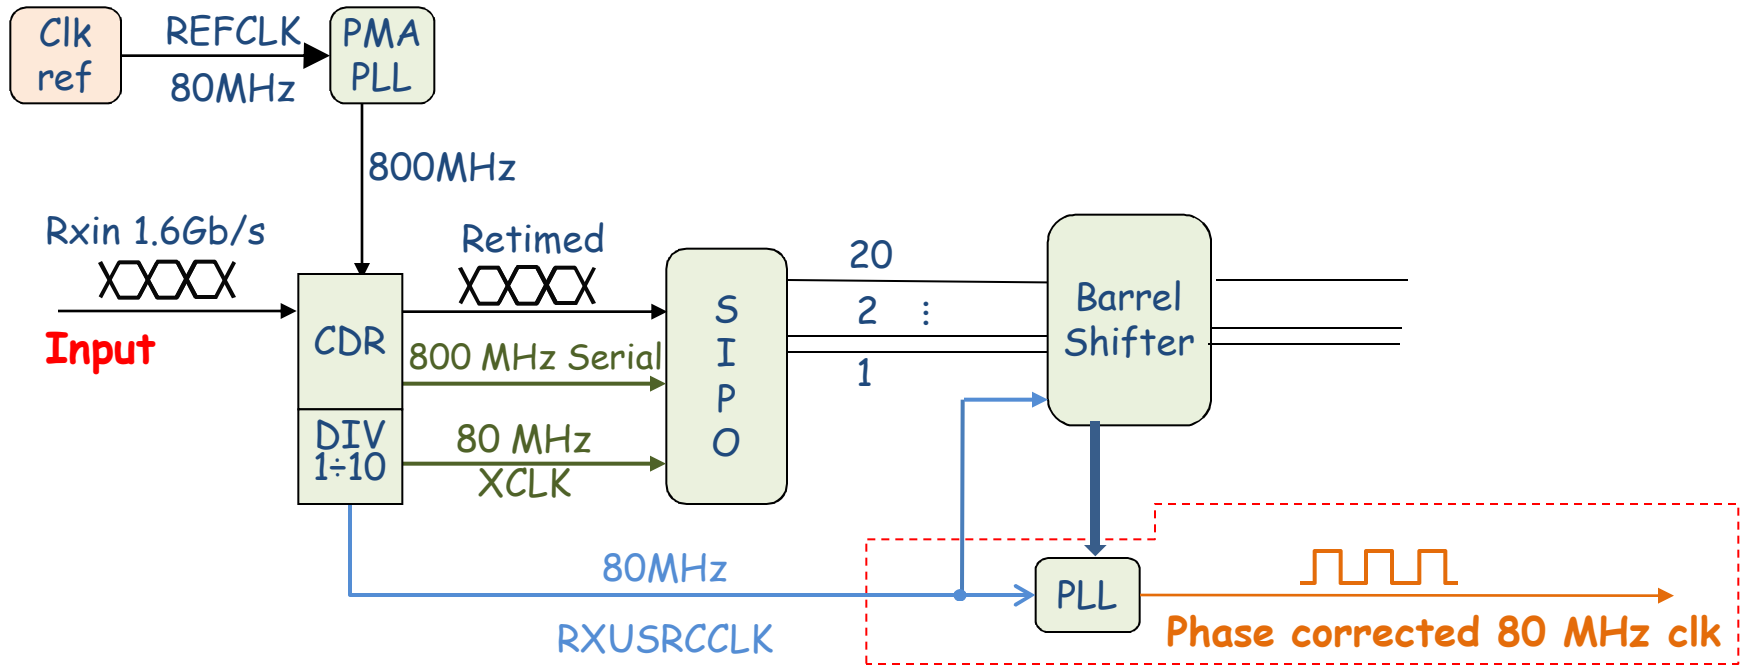 Clk
ref
REFCLK
80MHz
PMA
PLL
800MHz
Rxin 1.6Gb/s
Input
Retimed
CDR
800 MHz Serial
DIV
1÷10
80 MHz
XCLK
S
I
P
O
20
2 ...
1
Barrel
Shifter
80MHz
RXUSRCCLK
PLL
Phase corrected 80 MHz clk